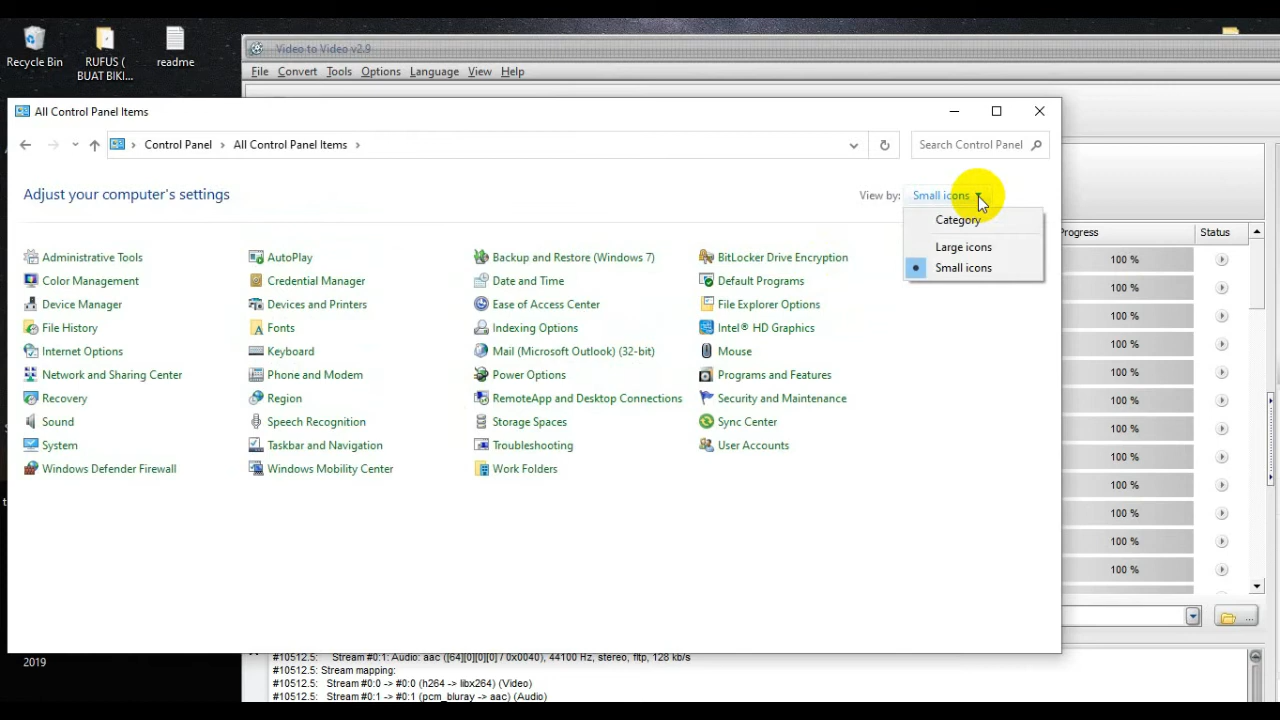 Recycle Bin
RUFUS (
BUAT BIKI...
readme
Video to Video v2.9
File Convert Tools Options Language View Help
All Control Panel Items
Control Panel > All Control Panel Items >
Search Control Panel
Adjust your computer's settings
View by: Small icons
Category
Large icons
Small icons
Administrative Tools AutoPlay Backup and Restore (Windows 7) BitLocker Drive Encryption
Color Management Credential Manager Date and Time Default Programs
Device Manager Devices and Printers Ease of Access Center File Explorer Options
File History Fonts Indexing Options Intel® HD Graphics
Internet Options Keyboard Mail (Microsoft Outlook) (32-bit) Mouse
Network and Sharing Center Phone and Modem Power Options Programs and Features
Recovery Region RemoteApp and Desktop Connections Security and Maintenance
Sound Speech Recognition Storage Spaces Sync Center
System Taskbar and Navigation Troubleshooting User Accounts
Windows Defender Firewall Windows Mobility Center Work Folders
Progress Status
100 %
100 %
100 %
100 %
100 %
100 %
100 %
100 %
100 %
100 %
100 %
100 %
...
2019
#10512.5: Stream #0:1: Audio: aac ([64][0][0][0] / 0x0040), 44100 Hz, stereo, fltp, 128 kb/s
#10512.5: Stream mapping:
#10512.5: Stream #0:0 -> #0:0 (h264 -> libx264) (Video)
#10512.5: Stream #0:1 -> #0:1 (pcm_bluray -> aac) (Audio)